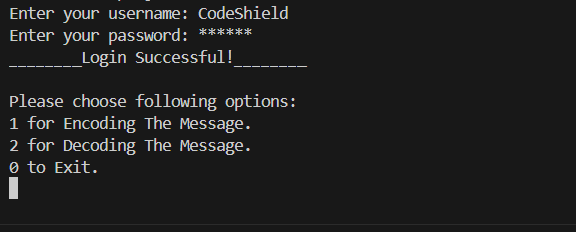 Enter your username: CodeShield
Enter your password: ******
________Login Successful!________
Please choose following options:
1 for Encoding The Message.
2 for Decoding The Message.
0 to Exit.